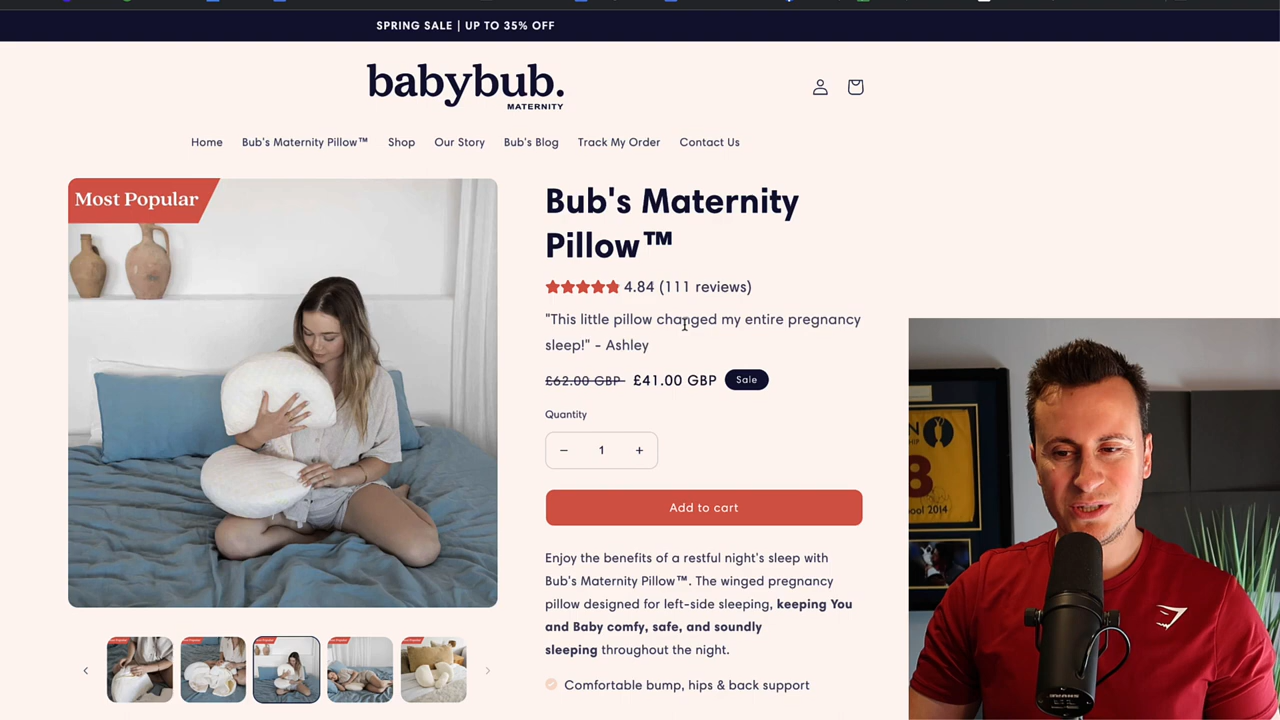 SPRING SALE | UP TO 35% OFF
babybub.
MATERNITY
Home
Bub's Maternity Pillow™
Shop
Our Story
Bub's Blog
Track My Order
Contact Us
Most Popular
Bub's Maternity
Pillow™
4.84 (111 reviews)
"This little pillow changed my entire pregnancy
sleep!" - Ashley
£62.00 GBP £41.00 GBP Sale
Quantity
− 1 +
Add to cart
Enjoy the benefits of a restful night's sleep with
Bub's Maternity Pillow™. The winged pregnancy
pillow designed for left-side sleeping, keeping You
and Baby comfy, safe, and soundly
sleeping throughout the night.
Comfortable bump, hips & back support
8
2014